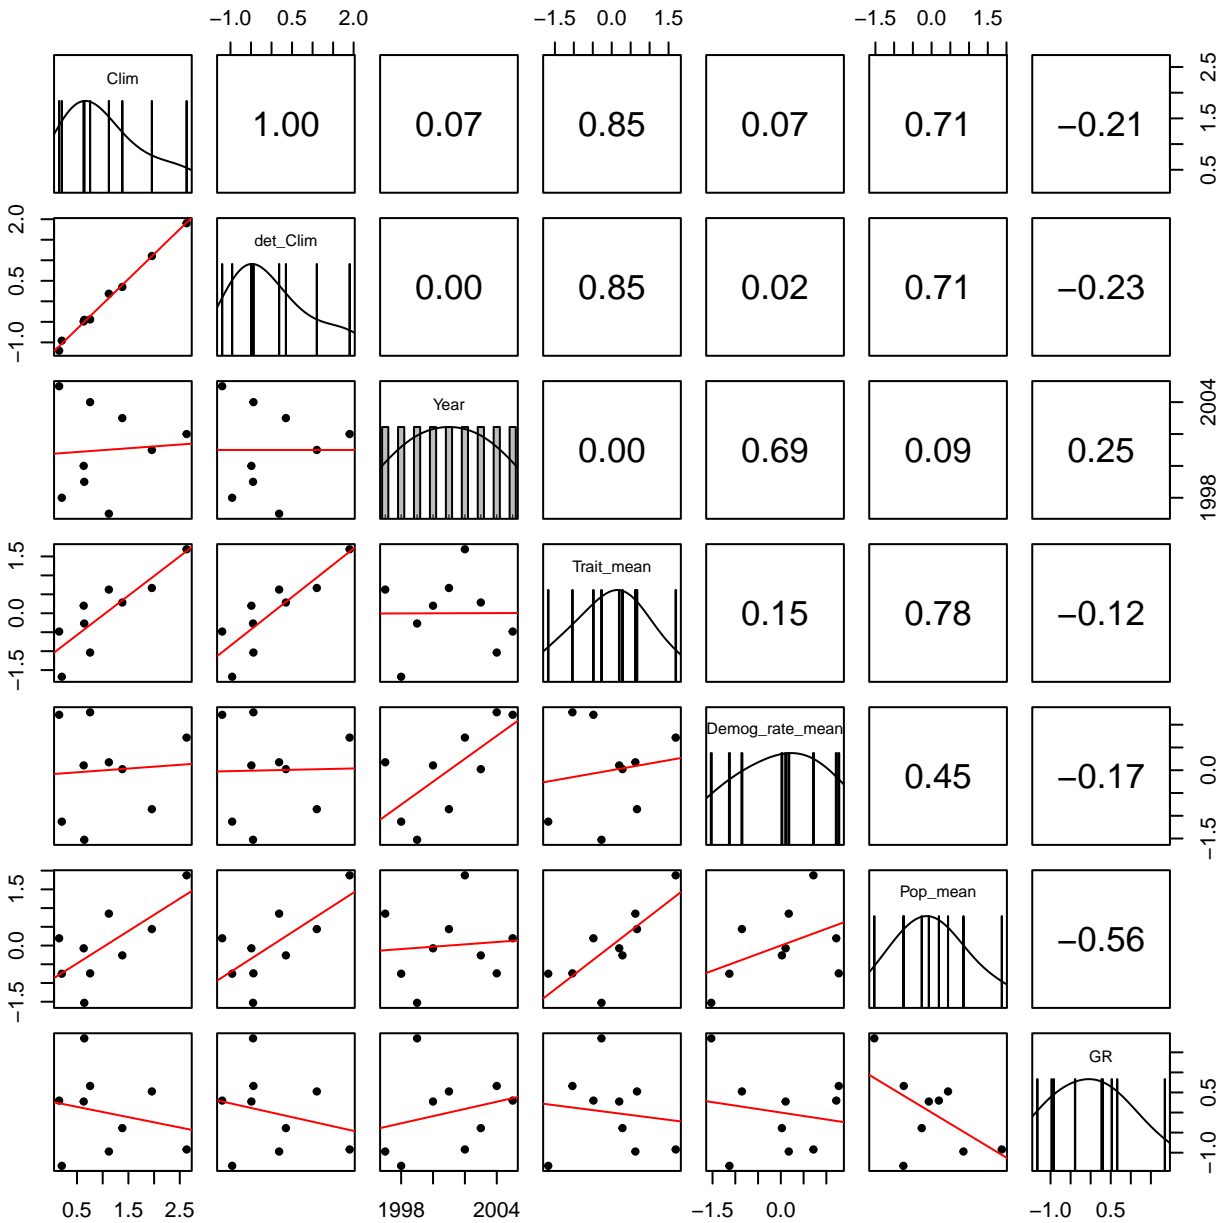 −1.0 0.5 2.0 −1.5 0.0 1.5 −1.5 0.0 1.5
Clim 1.00 0.07 0.85 0.07 0.71 −0.21 0.5 1.5 2.5
−1.0 0.5 2.0 det_Clim 0.00 0.85 0.02 0.71 −0.23
Year 0.00 0.69 0.09 0.25 1998 2004
−1.5 0.0 1.5 Trait_mean 0.15 0.78 −0.12
Demog_rate_mean 0.45 −0.17 −1.5 0.0
−1.5 0.0 1.5 Pop_mean −0.56
GR −1.0 0.5
0.5 1.5 2.5 1998 2004 −1.5 0.0 −1.0 0.5